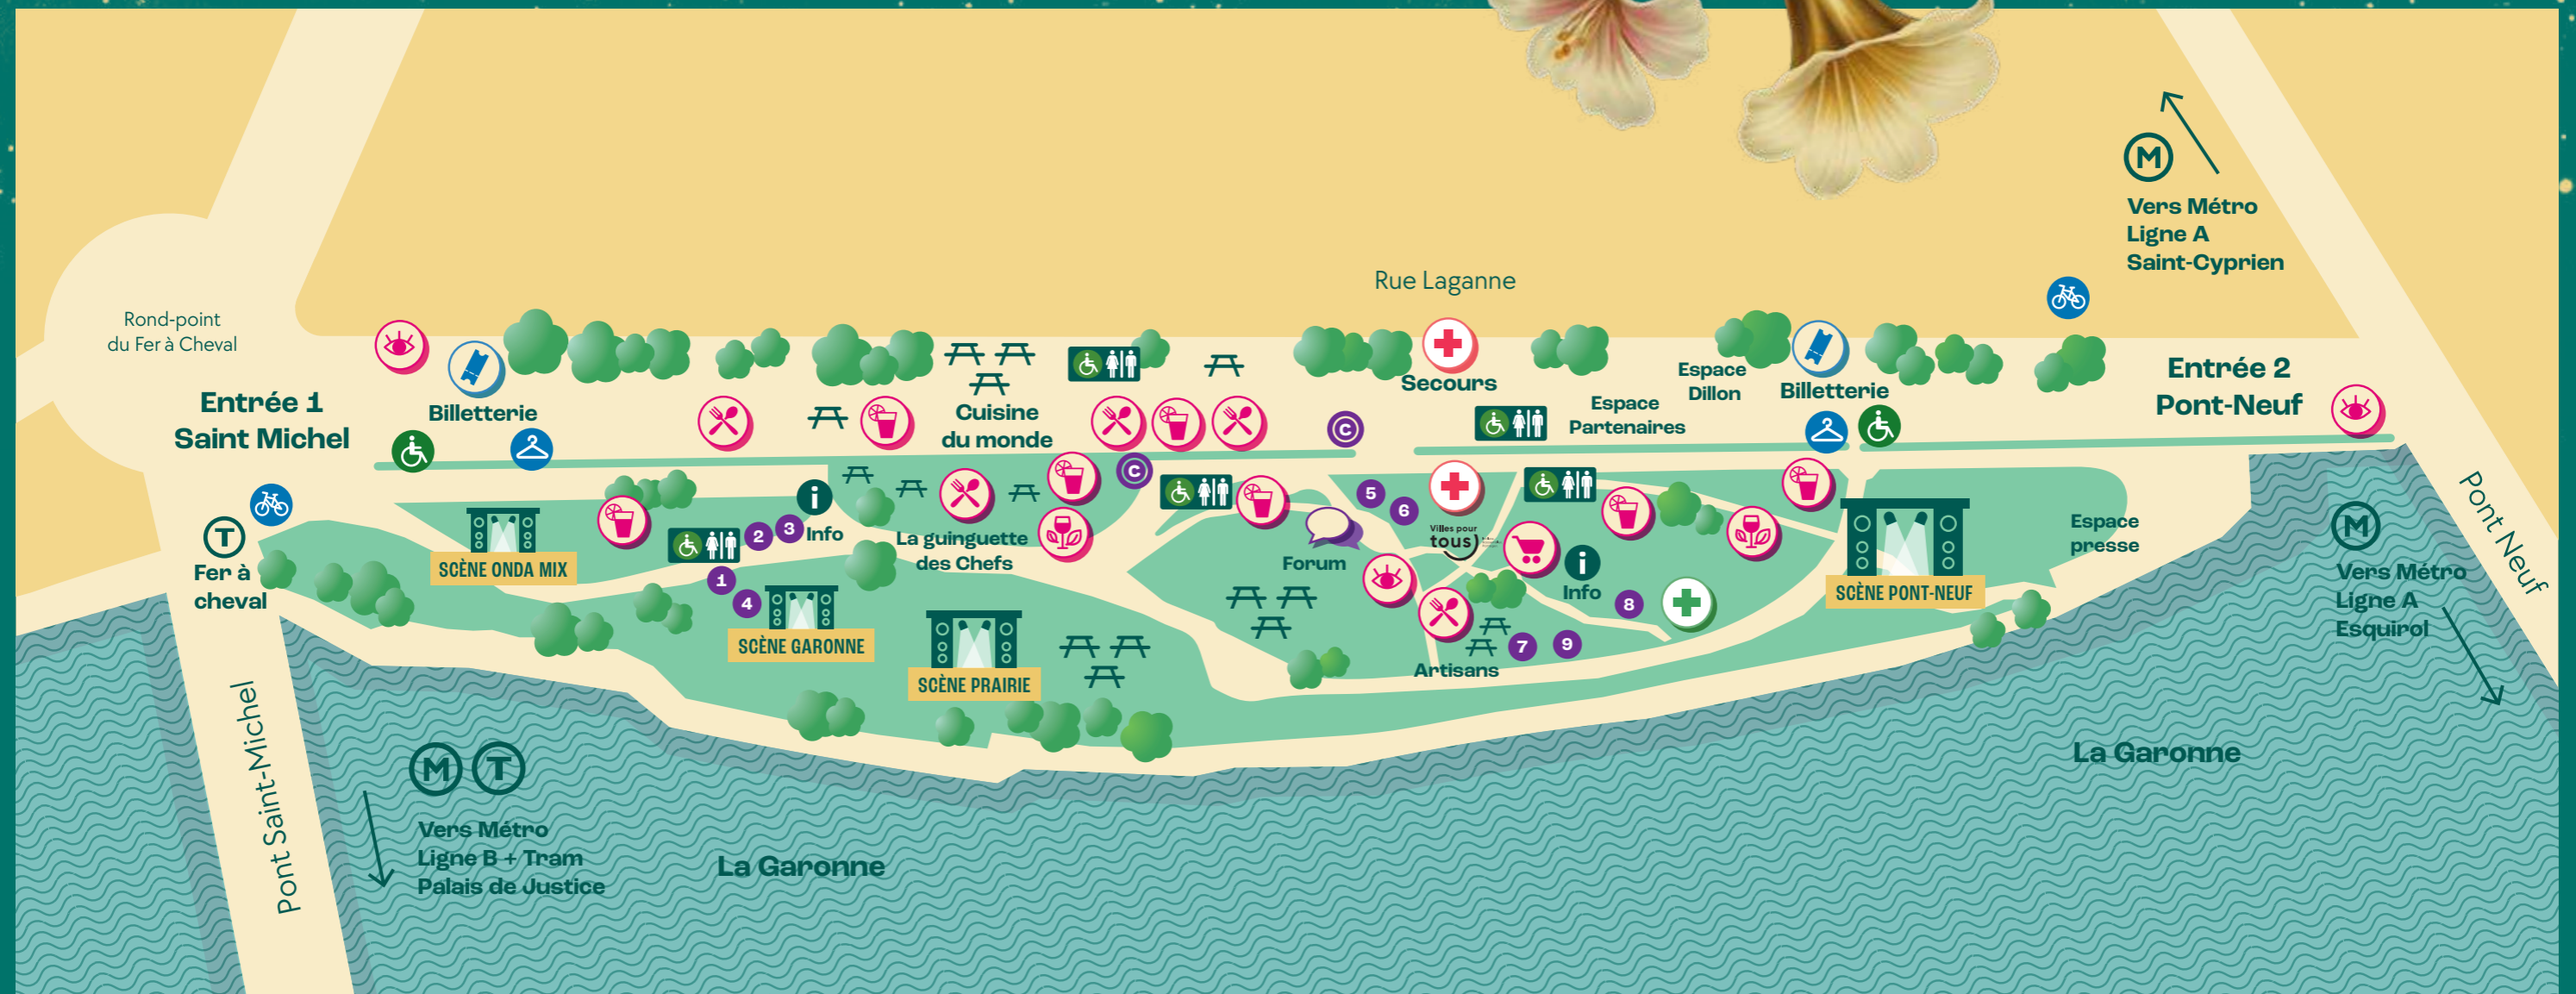 M
Vers Métro
Ligne A
Saint-Cyprien
Rue Laganne
Rond-point
du Fer à Cheval
Entrée 1
Saint Michel
Billetterie
Cuisine
du monde
Secours
Espace
Partenaires
Espace
Dillon
Billetterie
Entrée 2
Pont-Neuf
C
C
T
Fer à
cheval
SCÈNE ONDA MIX
2
3
i
Info
1
4
SCÈNE GARONNE
La guinguette
des Chefs
SCÈNE PRAIRIE
Forum
5
6
Villes pour
tous)
i
Info
8
7
9
Artisans
SCÈNE PONT-NEUF
Espace
presse
M
Vers Métro
Ligne A
Esquirol
Pont Neuf
Pont Saint-Michel
M T
Vers Métro
Ligne B + Tram
Palais de Justice
La Garonne
La Garonne